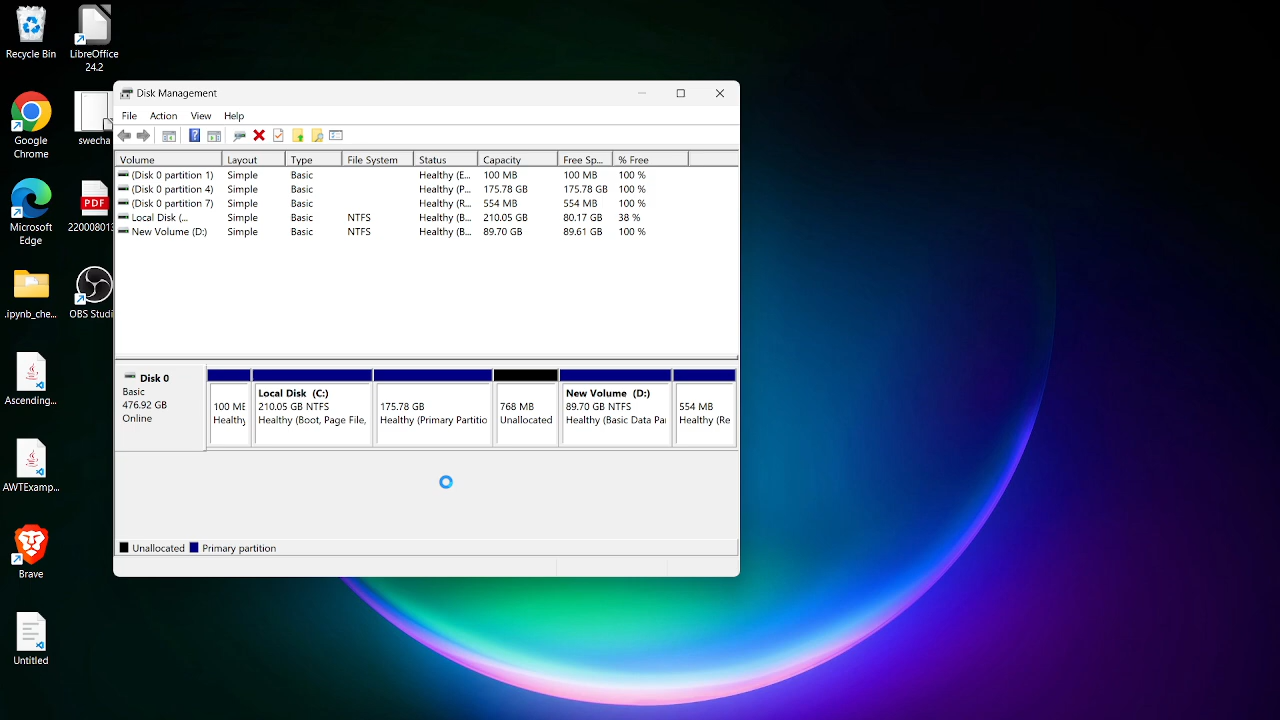 Recycle Bin
LibreOffice
24.2
Google
Chrome
swecha
Microsoft
Edge
PDF
22000801
.ipynb_che...
OBS Studi
Ascending...
AWTExamp...
Brave
Untitled
Disk Management
File Action View Help
Volume Layout Type File System Status Capacity Free Sp... % Free
(Disk 0 partition 1) Simple Basic Healthy (E... 100 MB 100 MB 100 %
(Disk 0 partition 4) Simple Basic Healthy (P... 175.78 GB 175.78 GB 100 %
(Disk 0 partition 7) Simple Basic Healthy (R... 554 MB 554 MB 100 %
Local Disk (... Simple Basic NTFS Healthy (B... 210.05 GB 80.17 GB 38 %
New Volume (D:) Simple Basic NTFS Healthy (B... 89.70 GB 89.61 GB 100 %
Disk 0
Basic
476.92 GB
Online
100 MB
Healthy
Local Disk (C:)
210.05 GB NTFS
Healthy (Boot, Page File,
175.78 GB
Healthy (Primary Partitio
768 MB
Unallocated
New Volume (D:)
89.70 GB NTFS
Healthy (Basic Data Pa
554 MB
Healthy (Re
Unallocated Primary partition